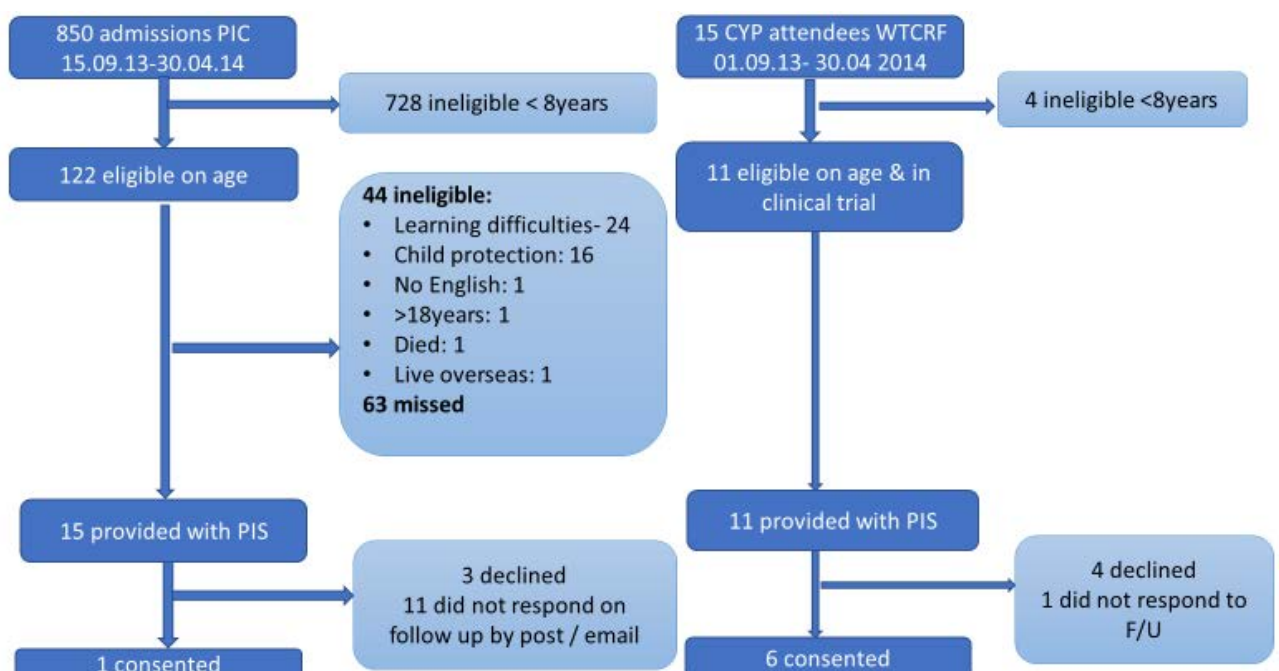 850 admissions PIC
15.09.13-30.04.14
728 ineligible < 8years
122 eligible on age
44 ineligible:
• Learning difficulties- 24
• Child protection: 16
• No English: 1
• >18years: 1
• Died: 1
• Live overseas: 1
63 missed
15 provided with PIS
3 declined
11 did not respond on
follow up by post / email
1 consented
15 CYP attendees WTCRF
01.09.13- 30.04 2014
4 ineligible <8years
11 eligible on age & in
clinical trial
11 provided with PIS
4 declined
1 did not respond to
F/U
6 consented